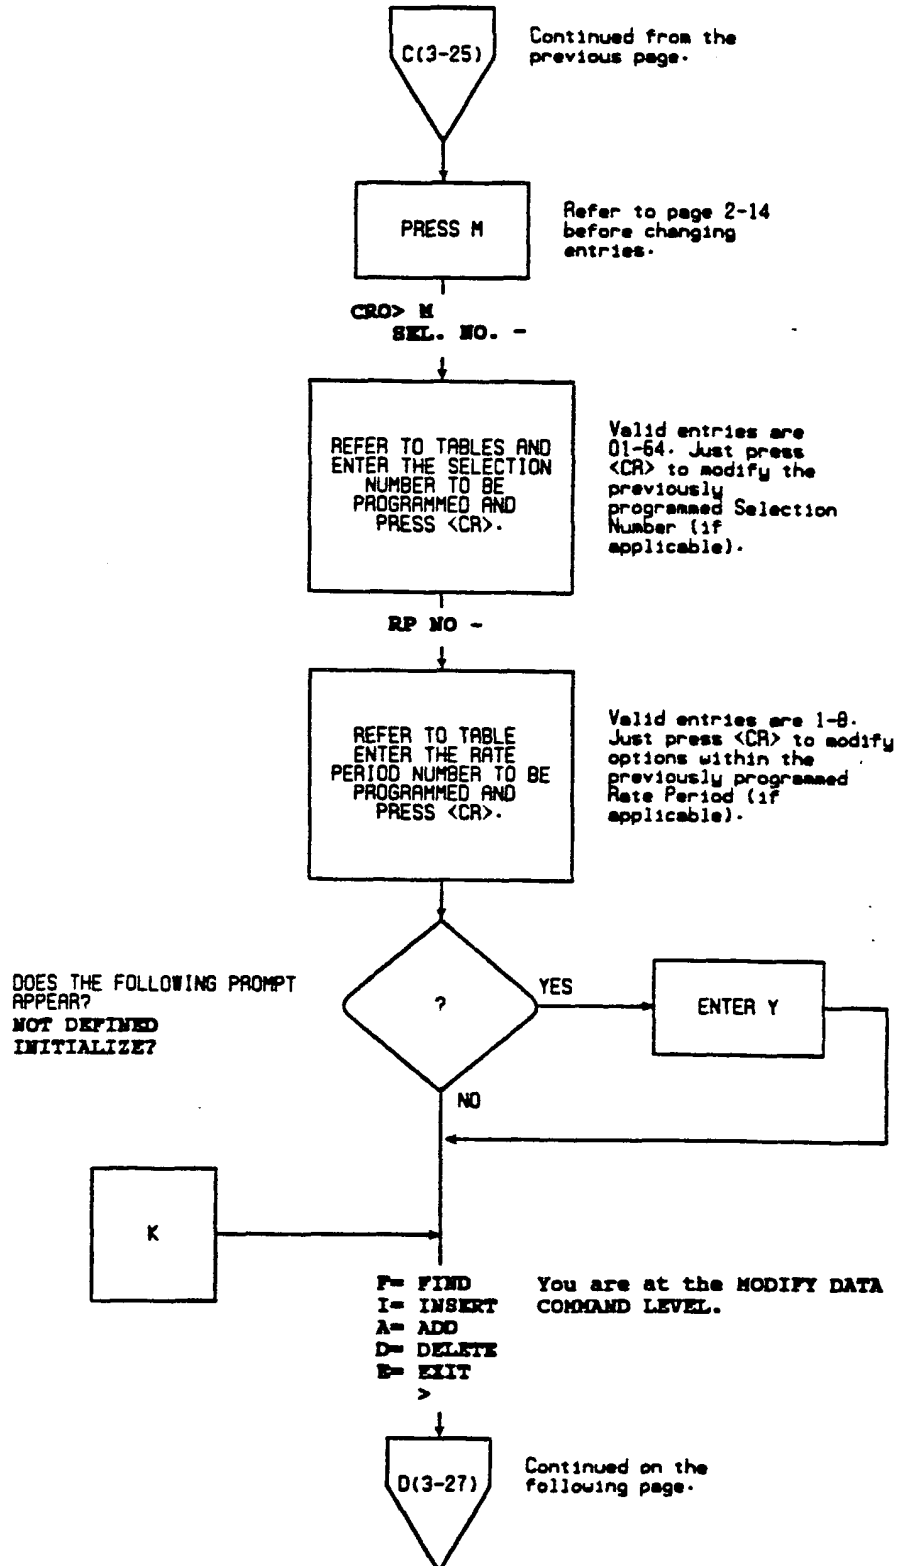 C(3-25)
Continued from the
previous page.
PRESS M
Refer to page 2-14
before changing
entries.
CRO> M
SEL. NO. -
REFER TO TABLES AND
ENTER THE SELECTION
NUMBER TO BE
PROGRAMMED AND
PRESS <CR>.
Valid entries are
01-64. Just press
<CR> to modify the
previously
programmed Selection
Number (if
applicable).
RP NO -
REFER TO TABLE
ENTER THE RATE
PERIOD NUMBER TO BE
PROGRAMMED AND
PRESS <CR>.
Valid entries are 1-8.
Just press <CR> to modify
options within the
previously programmed
Rate Period (if
applicable).
DOES THE FOLLOWING PROMPT
APPEAR?
NOT DEFINED
INITIALIZE?
?
YES
ENTER Y
NO
K
F= FIND
I= INSERT
A= ADD
D= DELETE
E= EXIT
>
You are at the MODIFY DATA
COMMAND LEVEL.
D(3-27)
Continued on the
following page.